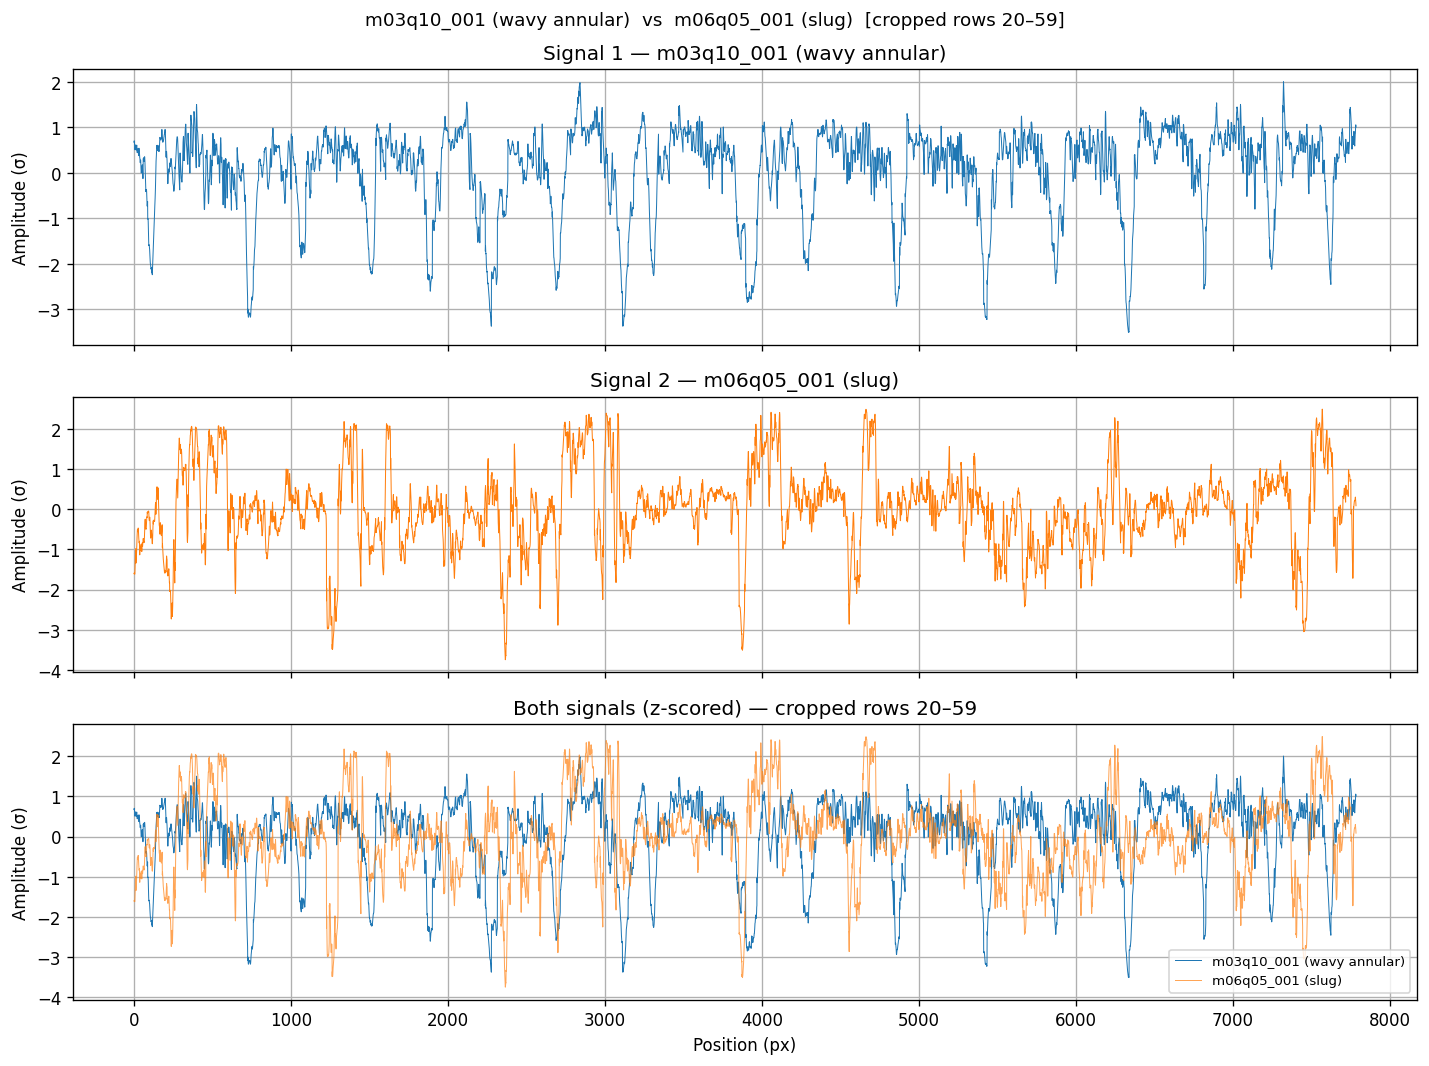 m03q10_001 (wavy annular)  vs  m06q05_001 (slug)  [cropped rows 20–59]
Signal 1 — m03q10_001 (wavy annular)
Amplitude (σ)
2
1
0
−1
−2
−3
Signal 2 — m06q05_001 (slug)
Amplitude (σ)
2
1
0
−1
−2
−3
−4
Both signals (z-scored) — cropped rows 20–59
Amplitude (σ)
2
1
0
−1
−2
−3
−4
m03q10_001 (wavy annular)
m06q05_001 (slug)
0 1000 2000 3000 4000 5000 6000 7000 8000
Position (px)